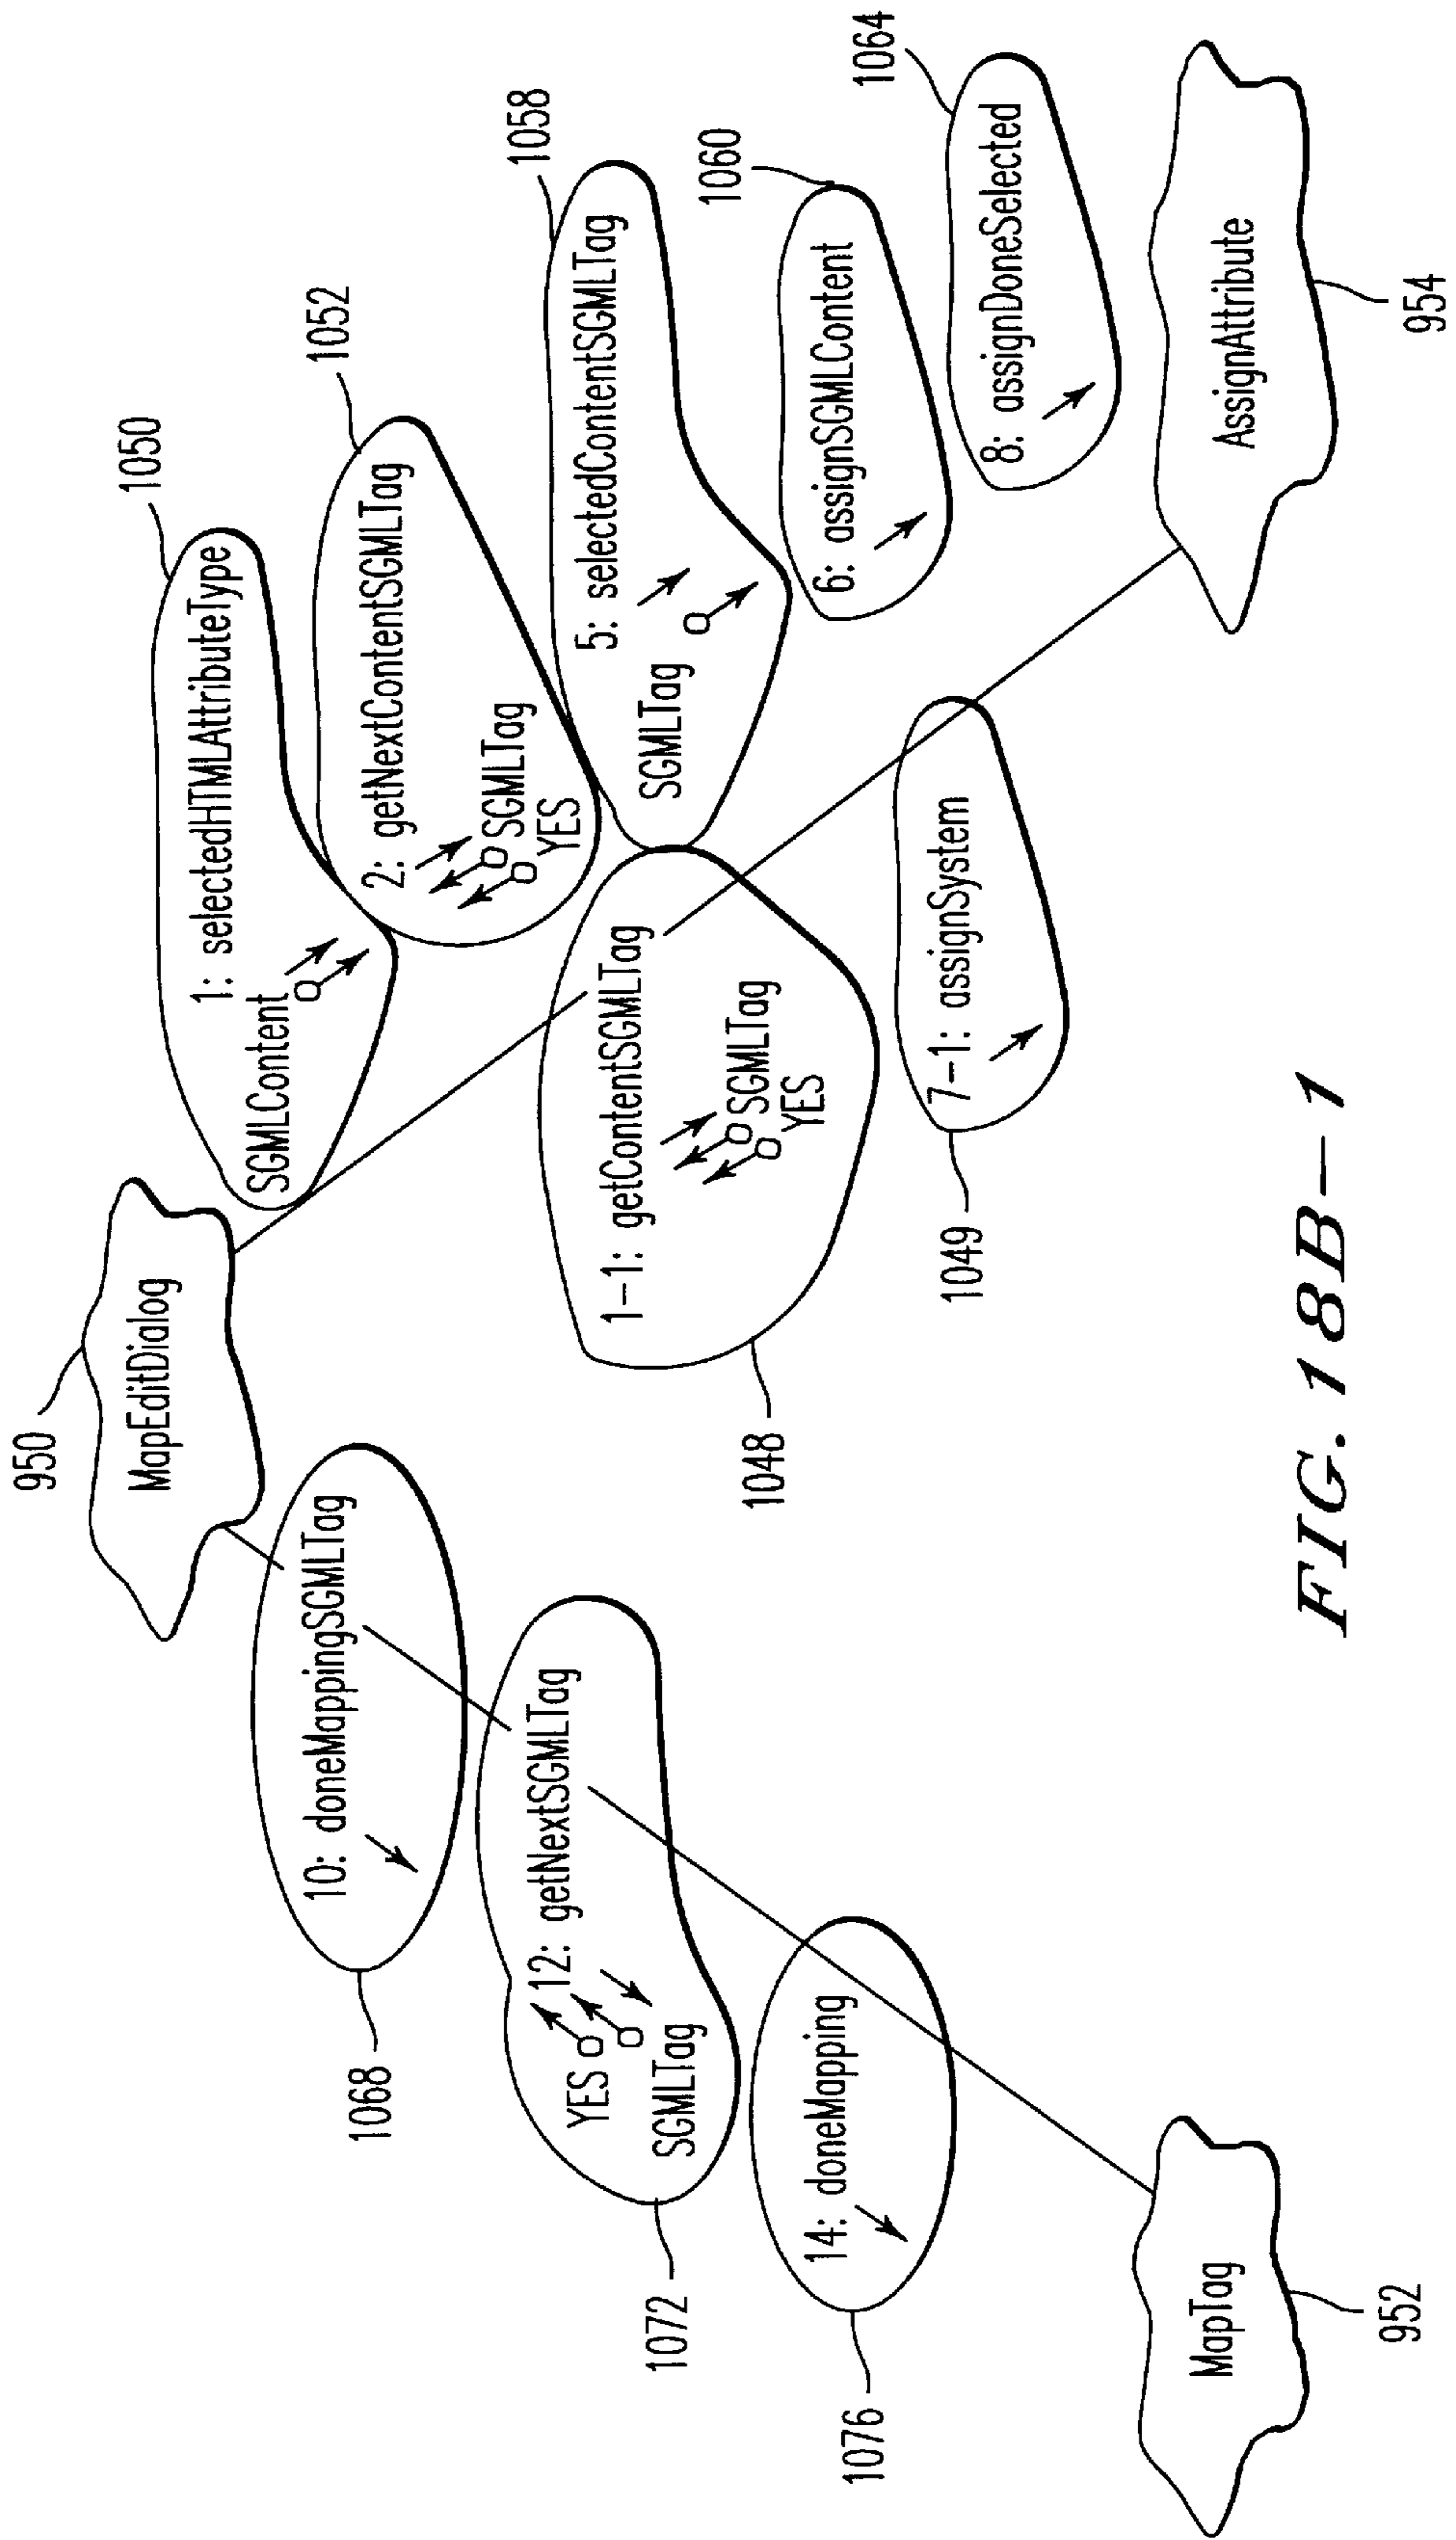 950
MapEditDialog
1050
1: selectedHTMLAttributeType
SGMLContent
1052
2: getNextContentSGMLTag
SGMLTag
YES
1058
5: selectedContentSGMLTag
SGMLTag
1060
6: assignSGMLContent
1064
8: assignDoneSelected
1-1: getContentSGMLTag
SGMLTag
YES
1048
7-1: assignSystem
1049
AssignAttribute
954
10: doneMappingSGMLTag
1068
12: getNextSGMLTag
YES
SGMLTag
1072
14: doneMapping
1076
MapTag
952
FIG. 18B-1